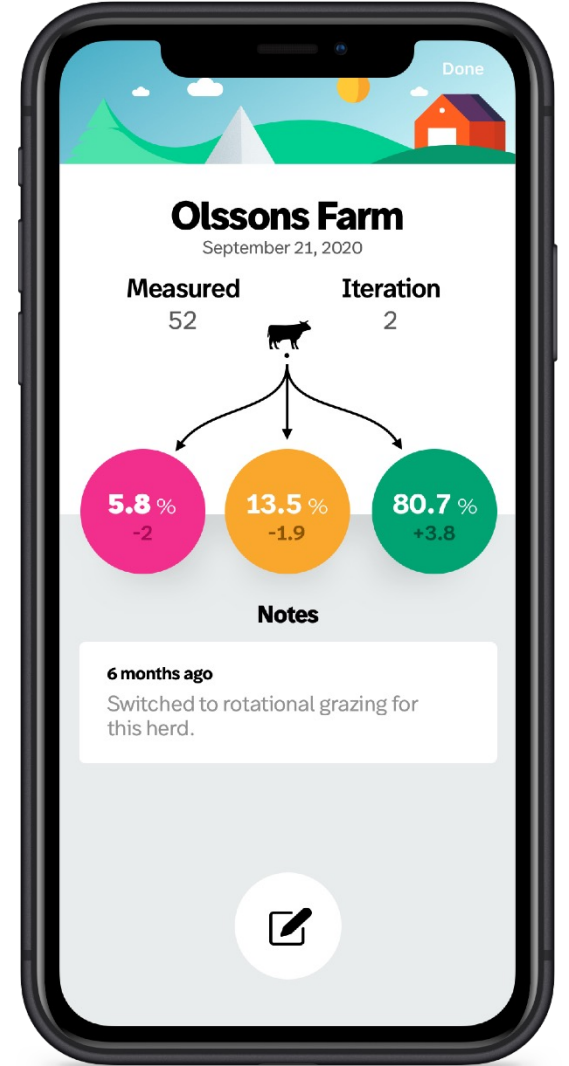 Done
Olssons Farm
September 21, 2020
Measured
52
Iteration
2
5.8 %
-2
13.5 %
-1.9
80.7 %
+3.8
Notes
6 months ago
Switched to rotational grazing for
this herd.